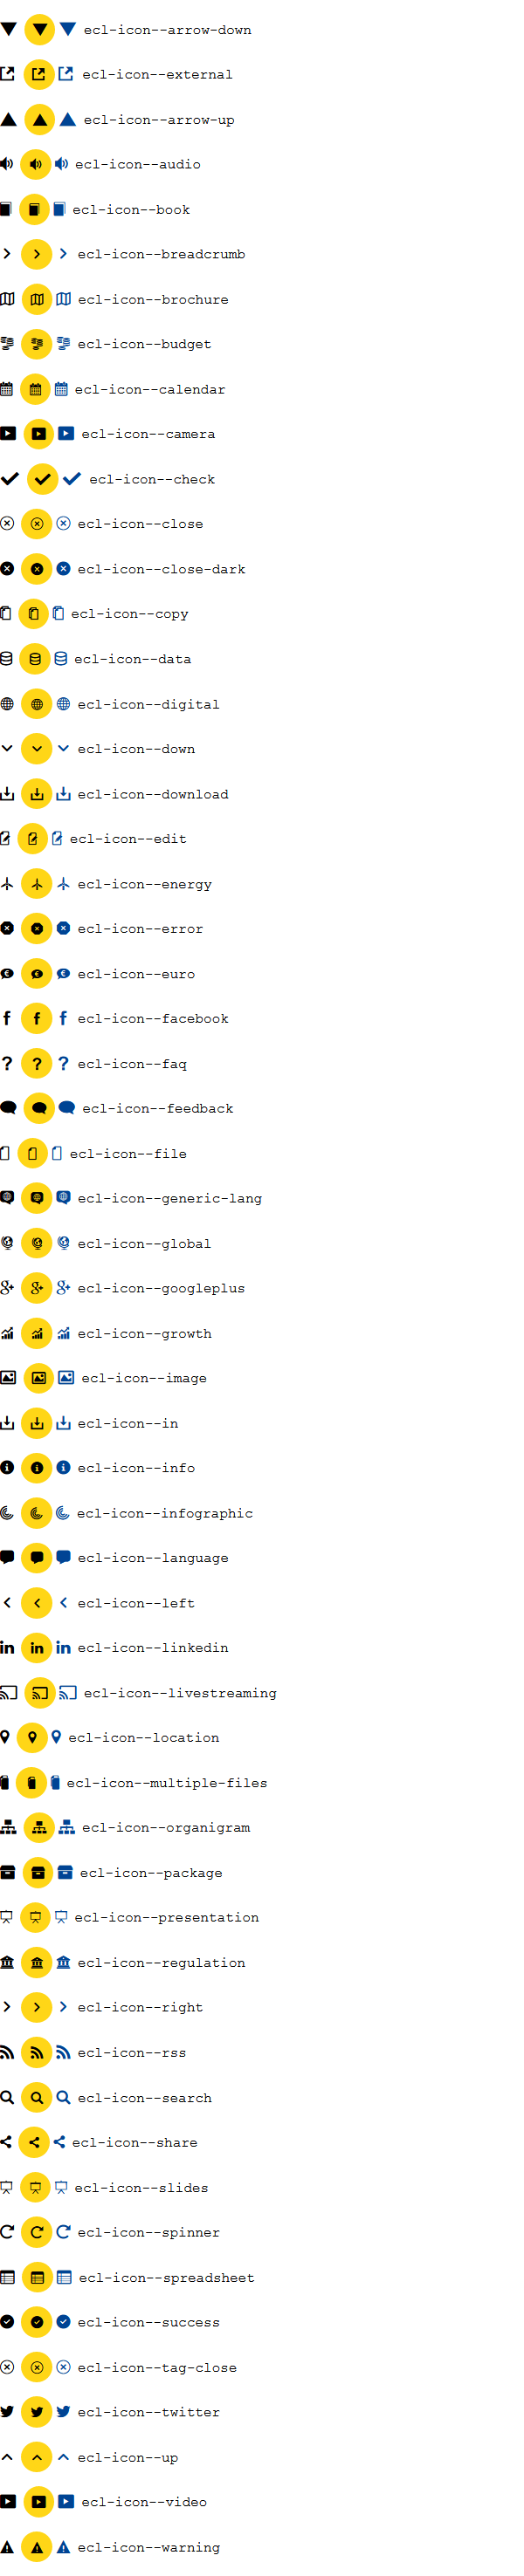 ecl-icon--arrow-down
ecl-icon--external
ecl-icon--arrow-up
ecl-icon--audio
ecl-icon--book
ecl-icon--breadcrumb
ecl-icon--brochure
ecl-icon--budget
ecl-icon--calendar
ecl-icon--camera
ecl-icon--check
ecl-icon--close
ecl-icon--close-dark
ecl-icon--copy
ecl-icon--data
ecl-icon--digital
ecl-icon--down
ecl-icon--download
ecl-icon--edit
ecl-icon--energy
ecl-icon--error
ecl-icon--euro
ecl-icon--facebook
ecl-icon--faq
ecl-icon--feedback
ecl-icon--file
ecl-icon--generic-lang
ecl-icon--global
ecl-icon--googleplus
ecl-icon--growth
ecl-icon--image
ecl-icon--in
ecl-icon--info
ecl-icon--infographic
ecl-icon--language
ecl-icon--left
ecl-icon--linkedin
ecl-icon--livestreaming
ecl-icon--location
ecl-icon--multiple-files
ecl-icon--organigram
ecl-icon--package
ecl-icon--presentation
ecl-icon--regulation
ecl-icon--right
ecl-icon--rss
ecl-icon--search
ecl-icon--share
ecl-icon--slides
ecl-icon--spinner
ecl-icon--spreadsheet
ecl-icon--success
ecl-icon--tag-close
ecl-icon--twitter
ecl-icon--up
ecl-icon--video
ecl-icon--warning